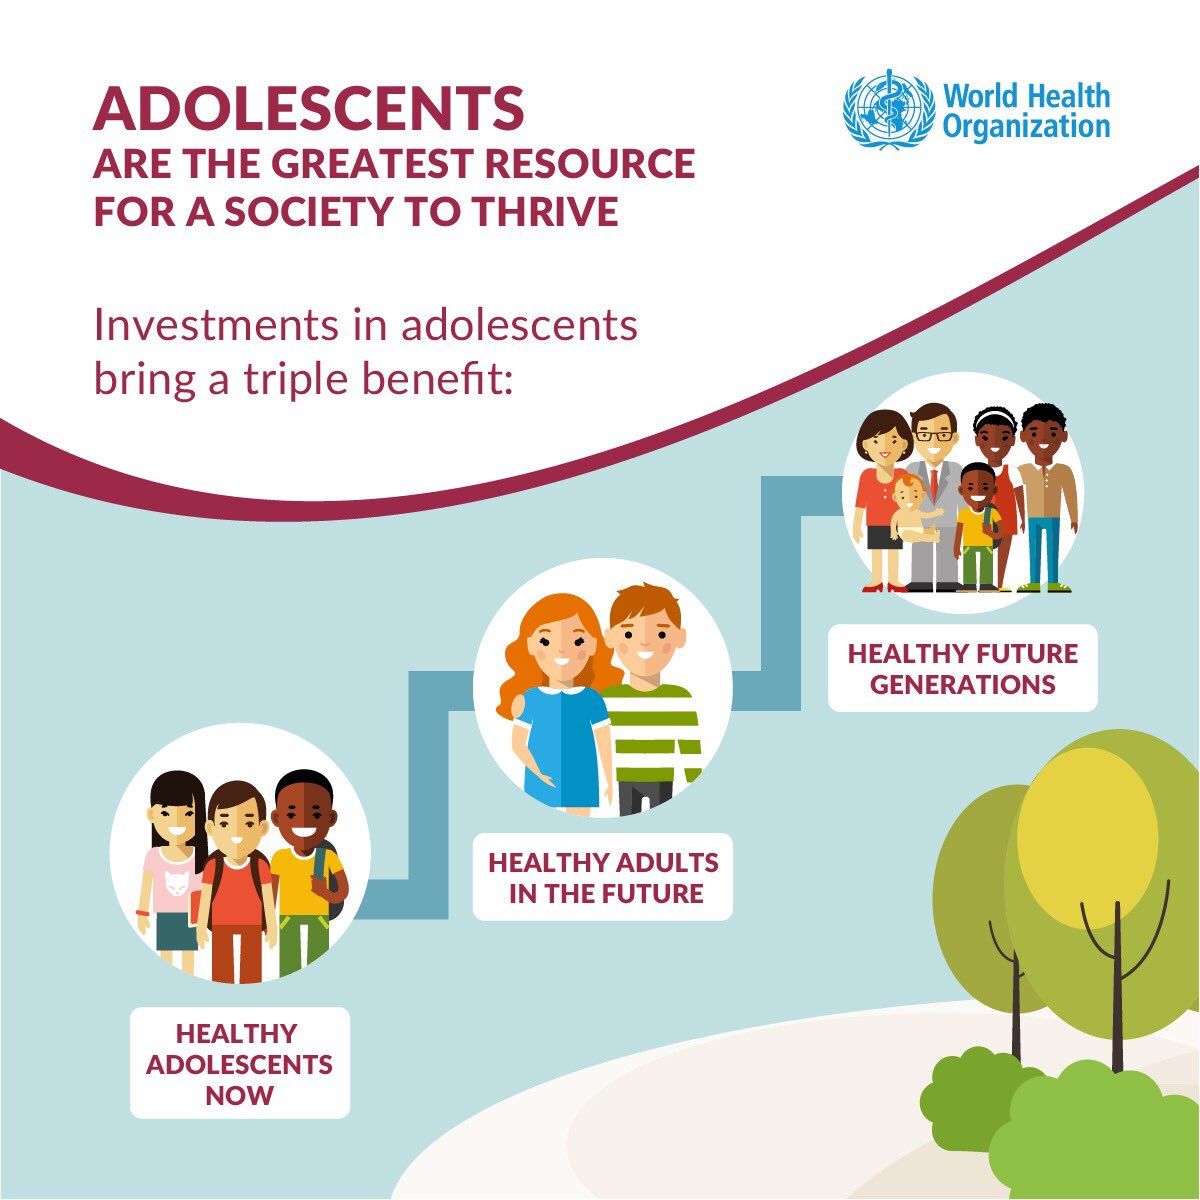 ADOLESCENTS
ARE THE GREATEST RESOURCE
FOR A SOCIETY TO THRIVE
World Health
Organization
Investments in adolescents
bring a triple benefit:
HEALTHY FUTURE
GENERATIONS
HEALTHY ADULTS
IN THE FUTURE
HEALTHY
ADOLESCENTS
NOW